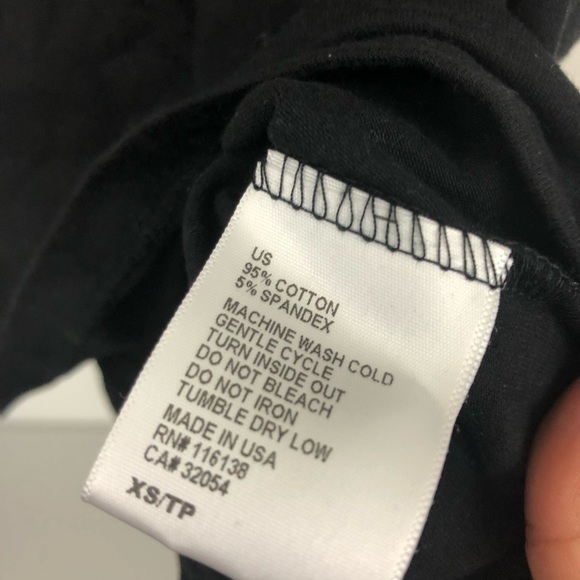 US
95% COTTON
5% SPANDEX
MACHINE WASH COLD
GENTLE CYCLE
TURN INSIDE OUT
DO NOT BLEACH
DO NOT IRON
TUMBLE DRY LOW
MADE IN USA
RN# 116138
CA# 32054
XS/TP